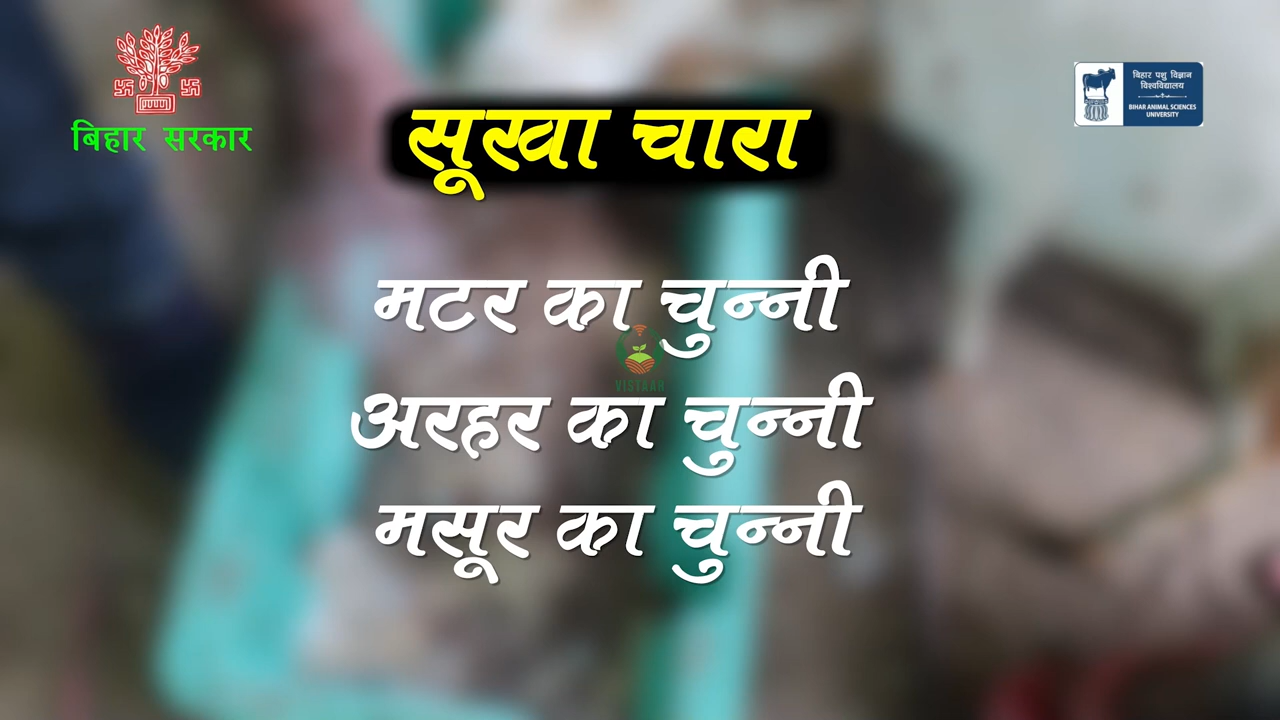 बिहार सरकार
बिहार पशु विज्ञान
विश्वविद्यालय
BIHAR ANIMAL SCIENCES
UNIVERSITY
सूखा चारा
मटर का चुन्नी
VISTAAR
अरहर का चुन्नी
मसूर का चुन्नी